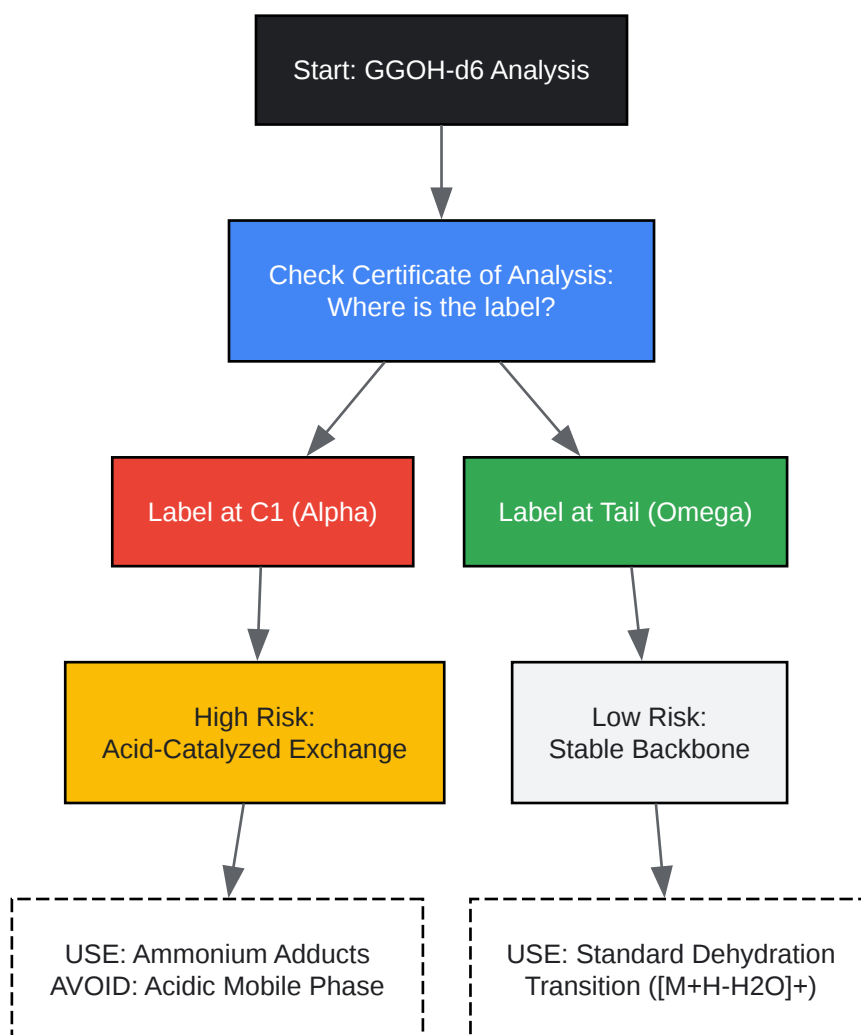 Start: GGOH-d6 Analysis
Check Certificate of Analysis:
Where is the label?
Label at C1 (Alpha)
Label at Tail (Omega)
High Risk:
Acid-Catalyzed Exchange
Low Risk:
Stable Backbone
USE: Ammonium Adducts
AVOID: Acidic Mobile Phase
USE: Standard Dehydration
Transition ([M+H-H2O]+)